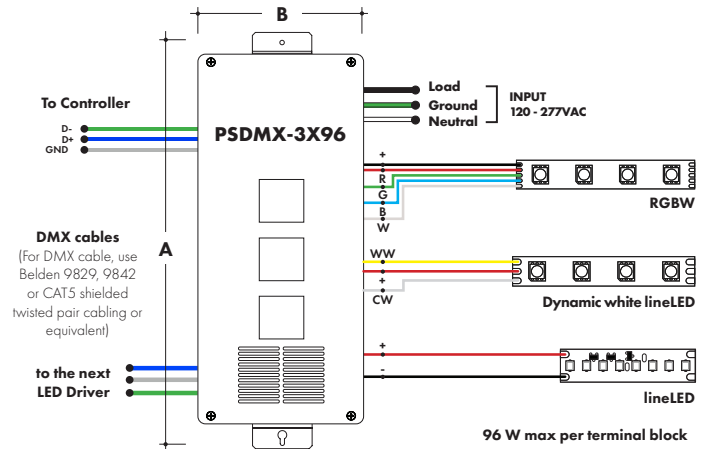 B
To Controller
D-
D+
GND
PSDMX-3X96
Load
Ground
Neutral
INPUT
120 - 277VAC
+
R
G
B
W
RGBW
DMX cables
(For DMX cable, use
Belden 9829, 9842
or CAT5 shielded
twisted pair cabling or
equivalent)
A
WW
+
CW
Dynamic white lineLED
to the next
LED Driver
+
-
lineLED
96 W max per terminal block